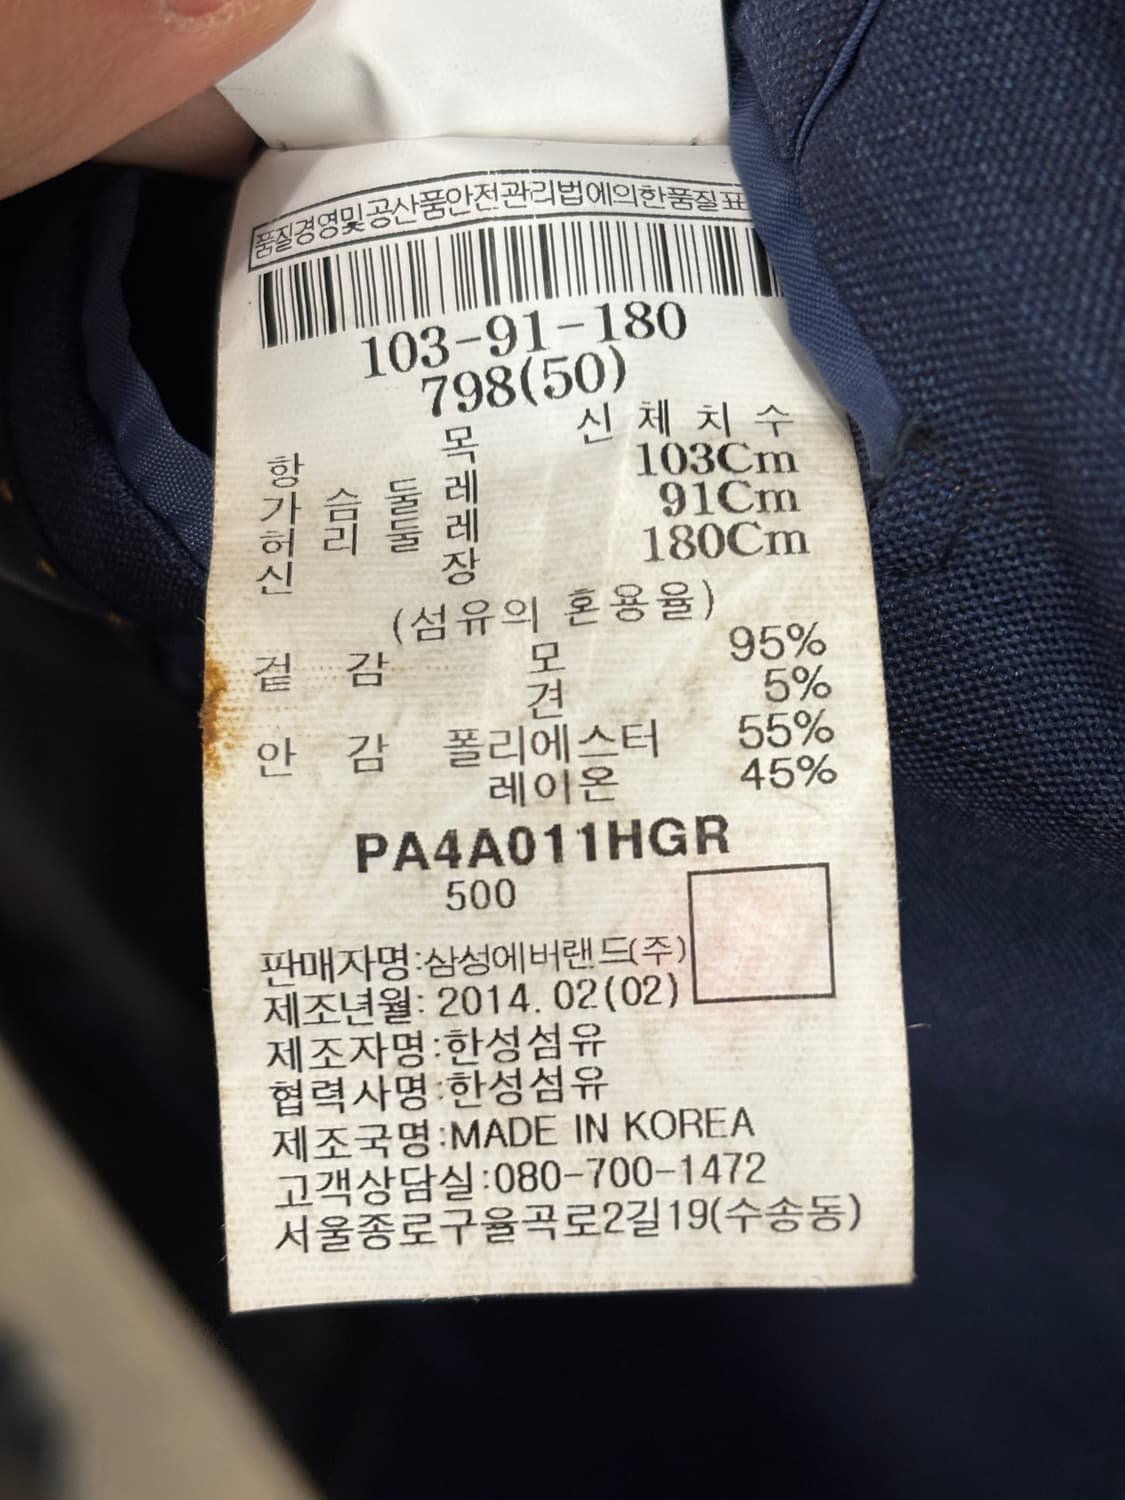 품질경영및공산품안전관리법에의한품질표
103-91-180
798(50)
항 목 신 체 치 수
가 슴 둘 레 103Cm
허 리 둘 레 91Cm
신 장 180Cm
(섬유의 혼용율)
겉 감 모 95%
견 5%
안 감 폴리에스터 55%
레이온 45%
PA4A011HGR
500
판매자명:삼성에버랜드(주)
제조년월: 2014. 02(02)
제조자명:한성섬유
협력사명:한성섬유
제조국명:MADE IN KOREA
고객상담실:080-700-1472
서울종로구율곡로2길19(수송동)